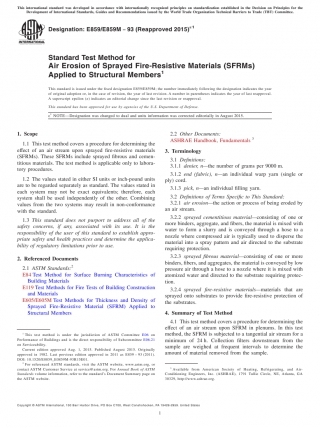 This international standard was developed in accordance with internationally recognized principles on standardization established in the Decision on Principles for the
Development of International Standards, Guides and Recommendations issued by the World Trade Organization Technical Barriers to Trade (TBT) Committee.
Designation: E859/E859M − 93 (Reapproved 2015)ε1
INTERNATIONAL
Standard Test Method for
Air Erosion of Sprayed Fire-Resistive Materials (SFRMs)
Applied to Structural Members1
This standard is issued under the fixed designation E859/E859M; the number immediately following the designation indicates the year
of original adoption or, in the case of revision, the year of last revision. A number in parentheses indicates the year of last reapproval.
A superscript epsilon (ε) indicates an editorial change since the last revision or reapproval.
This standard has been approved for use by agencies of the U.S. Department of Defense.
ε1 NOTE—Designation was changed to dual and units information was corrected editorially in August 2015.
1. Scope
1.1 This test method covers a procedure for determining the
effect of an air stream upon sprayed fire-resistive materials
(SFRMs). These SFRMs include sprayed fibrous and cemen-
titious materials. The test method is applicable only to labora-
tory procedures.
1.2 The values stated in either SI units or inch-pound units
are to be regarded separately as standard. The values stated in
each system may not be exact equivalents; therefore, each
system shall be used independently of the other. Combining
values from the two systems may result in non-conformance
with the standard.
1.3 This standard does not purport to address all of the
safety concerns, if any, associated with its use. It is the
responsibility of the user of this standard to establish appro-
priate safety and health practices and determine the applica-
bility of regulatory limitations prior to use.
2. Referenced Documents
2.1 ASTM Standards:2
E84 Test Method for Surface Burning Characteristics of
Building Materials
E119 Test Methods for Fire Tests of Building Construction
and Materials
E605/E605M Test Methods for Thickness and Density of
Sprayed Fire-Resistive Material (SFRM) Applied to
Structural Members
1 This test method is under the jurisdiction of ASTM Committee E06 on
Performance of Buildings and is the direct responsibility of Subcommittee E06.21
on Serviceability.
Current edition approved Aug. 1, 2015. Published August 2015. Originally
approved in 1982. Last previous edition approved in 2011 as E859 – 93 (2011).
2 For referenced ASTM standards, visit the ASTM website, www.astm.org, or
contact ASTM Customer Service at service@astm.org. For Annual Book of ASTM
Standards volume information, refer to the standard's Document Summary page on
the ASTM website.
2.2 Other Documents:
ASHRAE Handbook, Fundamentals 3
3. Terminology
3.1 Definitions:
3.1.1 denier, n—the number of grams per 9000 m.
3.1.2 end (fabric), n—an individual warp yarn (single or
ply) cord.
3.1.3 pick, n—an individual filling yarn.
3.2 Definitions of Terms Specific to This Standard:
3.2.1 air erosion—the action or process of being eroded by
an air stream.
3.2.2 sprayed cementitious material—consisting of one or
more binders, aggregate, and fibers, the material is mixed with
water to form a slurry and is conveyed through a hose to a
nozzle where compressed air is typically used to disperse the
material into a spray pattern and air directed to the substrate
requiring protection.
3.2.3 sprayed fibrous material—consisting of one or more
binders, fibers, and aggregate, the material is conveyed by low
pressure air through a hose to a nozzle where it is mixed with
atomized water and directed to the substrate requiring protec-
tion.
3.2.4 sprayed fire-resistive materials—materials that are
sprayed onto substrates to provide fire-resistive protection of
the substrates.
4. Summary of Test Method
4.1 This test method covers a procedure for determining the
effect of an air stream upon SFRM in plenums. In this test
method, the SFRM is subjected to a tangential air stream for a
minimum of 24 h. Collection filters downstream from the
sample are weighed at frequent intervals to determine the
amount of material removed from the sample.
3 Available from American Society of Heating, Refrigerating, and Air-
Conditioning Engineers, Inc. (ASHRAE), 1791 Tullie Circle, NE, Atlanta, GA
30329, http://www.ashrae.org.
Copyright © ASTM International, 100 Barr Harbor Drive, PO Box C700, West Conshohocken, PA 19428-2959. United States
1